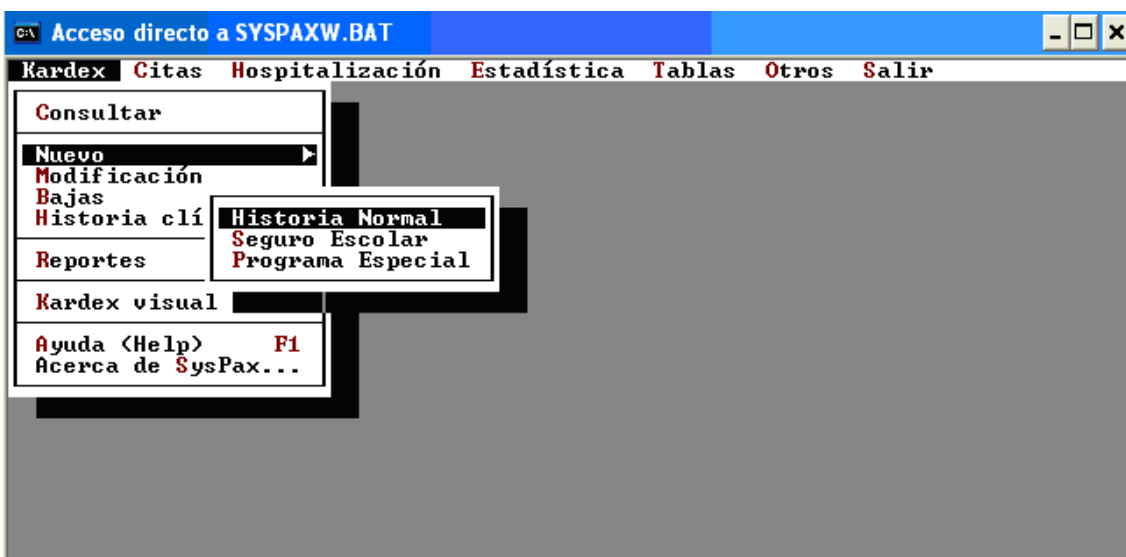 Acceso directo a SYSPAXW.BAT
Kardex Citas Hospitalización Estadística Tablas Otros Salir
Consultar
Nuevo
Modificación
Bajas
Historia clí
Historia Normal
Seguro Escolar
Programa Especial
Reportes
Kardex visual
Ayuda (Help) F1
Acerca de SysPax...